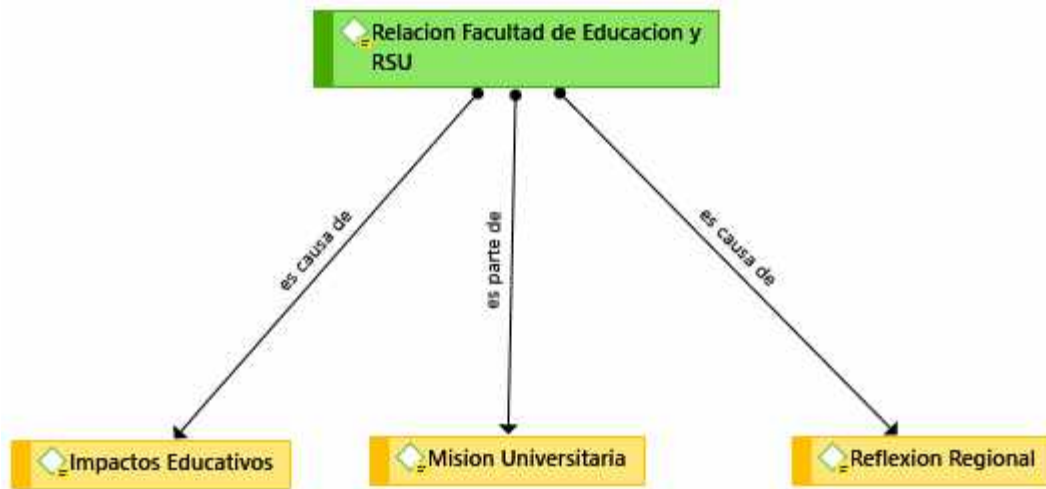 Relacion Facultad de Educacion y
RSU
es causa de
es parte de
es causa de
Impactos Educativos
Mision Universitaria
Reflexion Regional